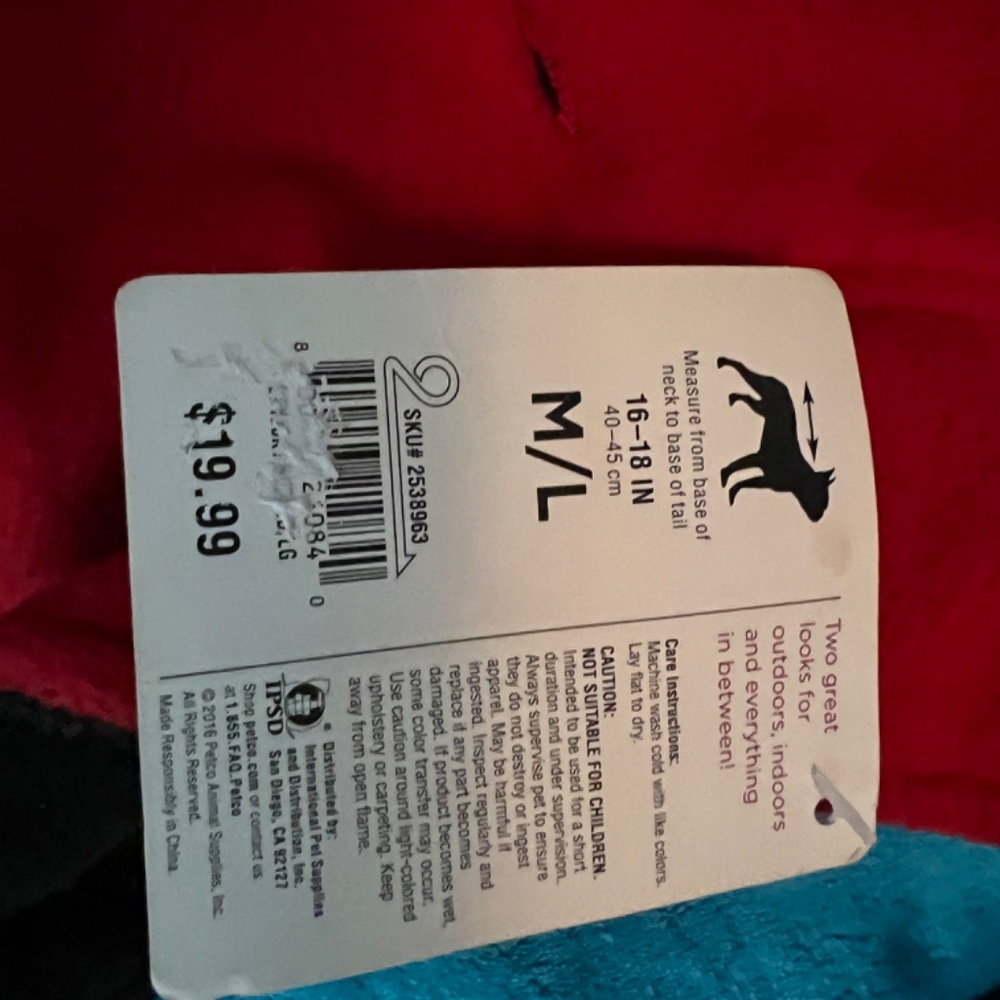 Measure from base of
neck to base of tail
16–18 IN
40–45 cm
M/L
SKU# 2538963
8
0
$19.99
Two great
looks for
outdoors, indoors
and everything
in between!
Care Instructions:
Machine wash cold with like colors.
Lay flat to dry.
CAUTION:
NOT SUITABLE FOR CHILDREN.
Intended to be used for a short
duration and under supervision.
Always supervise pet to ensure
they do not destroy or ingest
apparel. May be harmful if
ingested. Inspect regularly and
replace if any part becomes
damaged. If product becomes wet,
some color transfer may occur.
Use caution around light-colored
upholstery or carpeting. Keep
away from open flame.
Distributed by:
International Pet Supplies
and Distribution, Inc.
IPSD San Diego, CA 92127
Shop petco.com or contact us
at 1.855.FAQ.Petco
© 2016 Petco Animal Supplies, Inc.
All Rights Reserved.
Made Responsibly in China